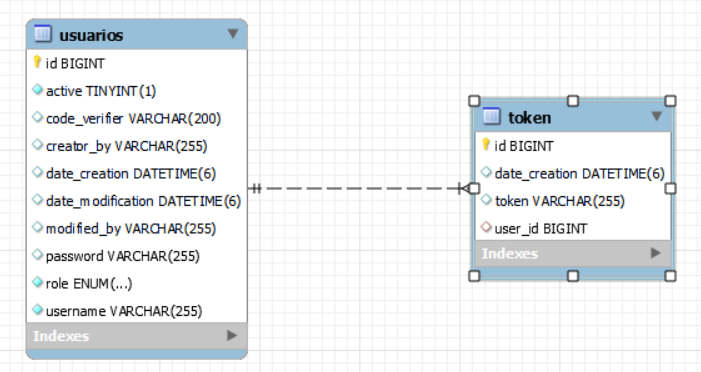 usuarios
id BIGINT
active TINYINT(1)
code_verifier VARCHAR(200)
creator_by VARCHAR(255)
date_creation DATETIME(6)
date_modification DATETIME(6)
modified_by VARCHAR(255)
password VARCHAR(255)
role ENUM(...)
username VARCHAR(255)
Indexes
token
id BIGINT
date_creation DATETIME(6)
token VARCHAR(255)
user_id BIGINT
Indexes